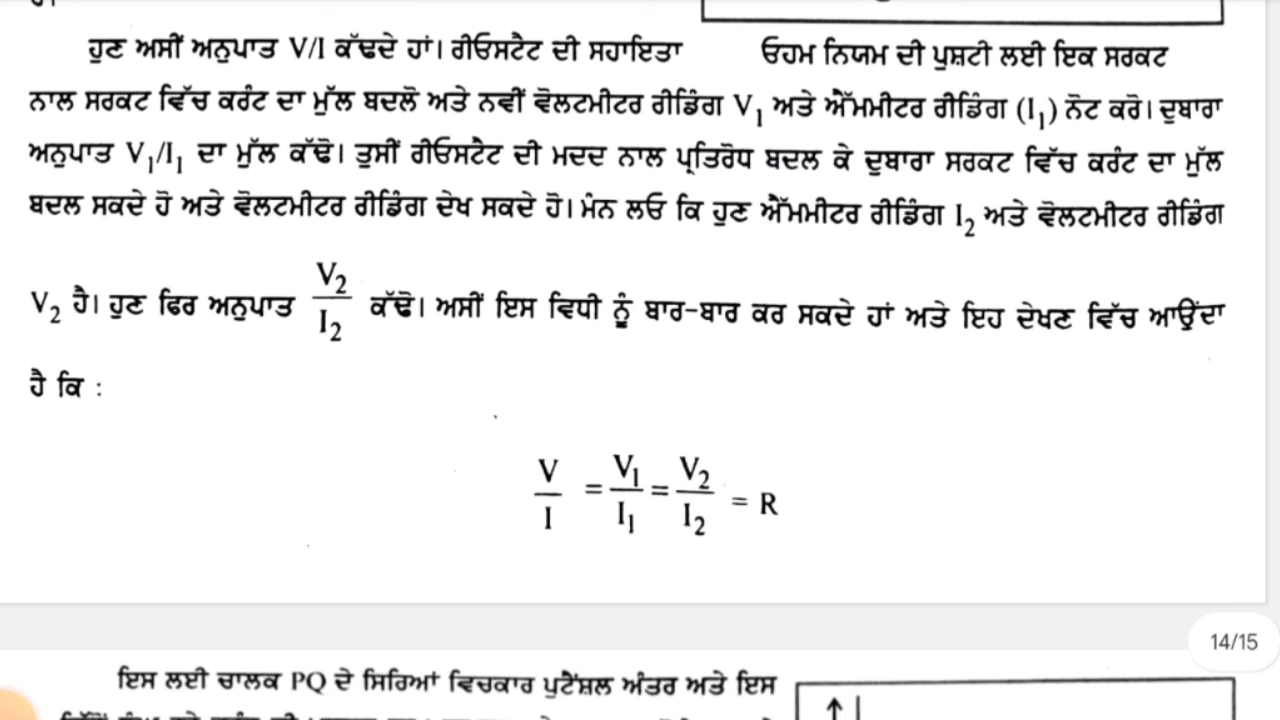 ਹੁਣ ਅਸੀਂ ਅਨੁਪਾਤ V/I ਕੱਢਦੇ ਹਾਂ। ਰੀਓਸਟੈਟ ਦੀ ਸਹਾਇਤਾ
ਓਹਮ ਨਿਯਮ ਦੀ ਪੁਸ਼ਟੀ ਲਈ ਇਕ ਸਰਕਟ
ਨਾਲ ਸਰਕਟ ਵਿੱਚ ਕਰੰਟ ਦਾ ਮੁੱਲ ਬਦਲੋ ਅਤੇ ਨਵੀਂ ਵੋਲਟਮੀਟਰ ਰੀਡਿੰਗ V₁ ਅਤੇ ਐੱਮਮੀਟਰ ਰੀਡਿੰਗ (I₁) ਨੋਟ ਕਰੋ। ਦੁਬਾਰਾ
ਅਨੁਪਾਤ V₁/I₁ ਦਾ ਮੁੱਲ ਕੱਢੋ। ਤੁਸੀਂ ਰੀਓਸਟੈਟ ਦੀ ਮਦਦ ਨਾਲ ਪ੍ਰਤਿਰੋਧ ਬਦਲ ਕੇ ਦੁਬਾਰਾ ਸਰਕਟ ਵਿੱਚ ਕਰੰਟ ਦਾ ਮੁੱਲ
ਬਦਲ ਸਕਦੇ ਹੋ ਅਤੇ ਵੋਲਟਮੀਟਰ ਰੀਡਿੰਗ ਦੇਖ ਸਕਦੇ ਹੋ। ਮੰਨ ਲਓ ਕਿ ਹੁਣ ਐੱਮਮੀਟਰ ਰੀਡਿੰਗ I₂ ਅਤੇ ਵੋਲਟਮੀਟਰ ਰੀਡਿੰਗ
V₂ ਹੈ। ਹੁਣ ਫਿਰ ਅਨੁਪਾਤ V₂/I₂ ਕੱਢੋ। ਅਸੀਂ ਇਸ ਵਿਧੀ ਨੂੰ ਬਾਰ-ਬਾਰ ਕਰ ਸਕਦੇ ਹਾਂ ਅਤੇ ਇਹ ਦੇਖਣ ਵਿੱਚ ਆਉਂਦਾ
ਹੈ ਕਿ :
V/I = V₁/I₁ = V₂/I₂ = R
14/15
ਇਸ ਲਈ ਚਾਲਕ PQ ਦੇ ਸਿਰਿਆਂ ਵਿਚਕਾਰ ਪੁਟੈਂਸ਼ਲ ਅੰਤਰ ਅਤੇ ਇਸ